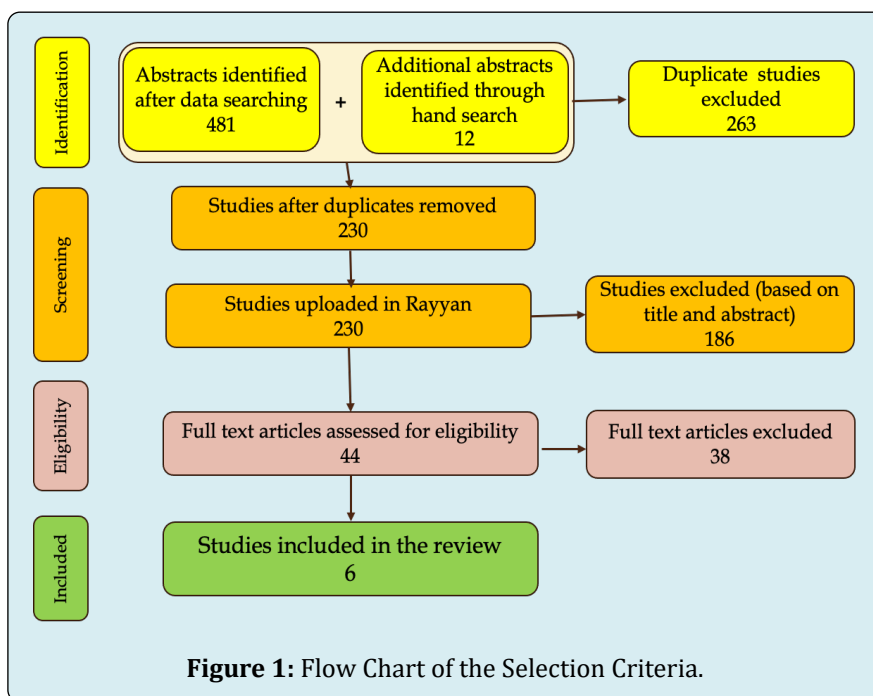 Identification
Abstracts identified
after data searching
481
+
Additional abstracts
identified through
hand search
12
Duplicate studies
excluded
263
Screening
Studies after duplicates removed
230
Studies uploaded in Rayyan
230
Studies excluded (based on
title and abstract)
186
Eligibility
Full text articles assessed for eligibility
44
Full text articles excluded
38
Included
Studies included in the review
6
Figure 1: Flow Chart of the Selection Criteria.